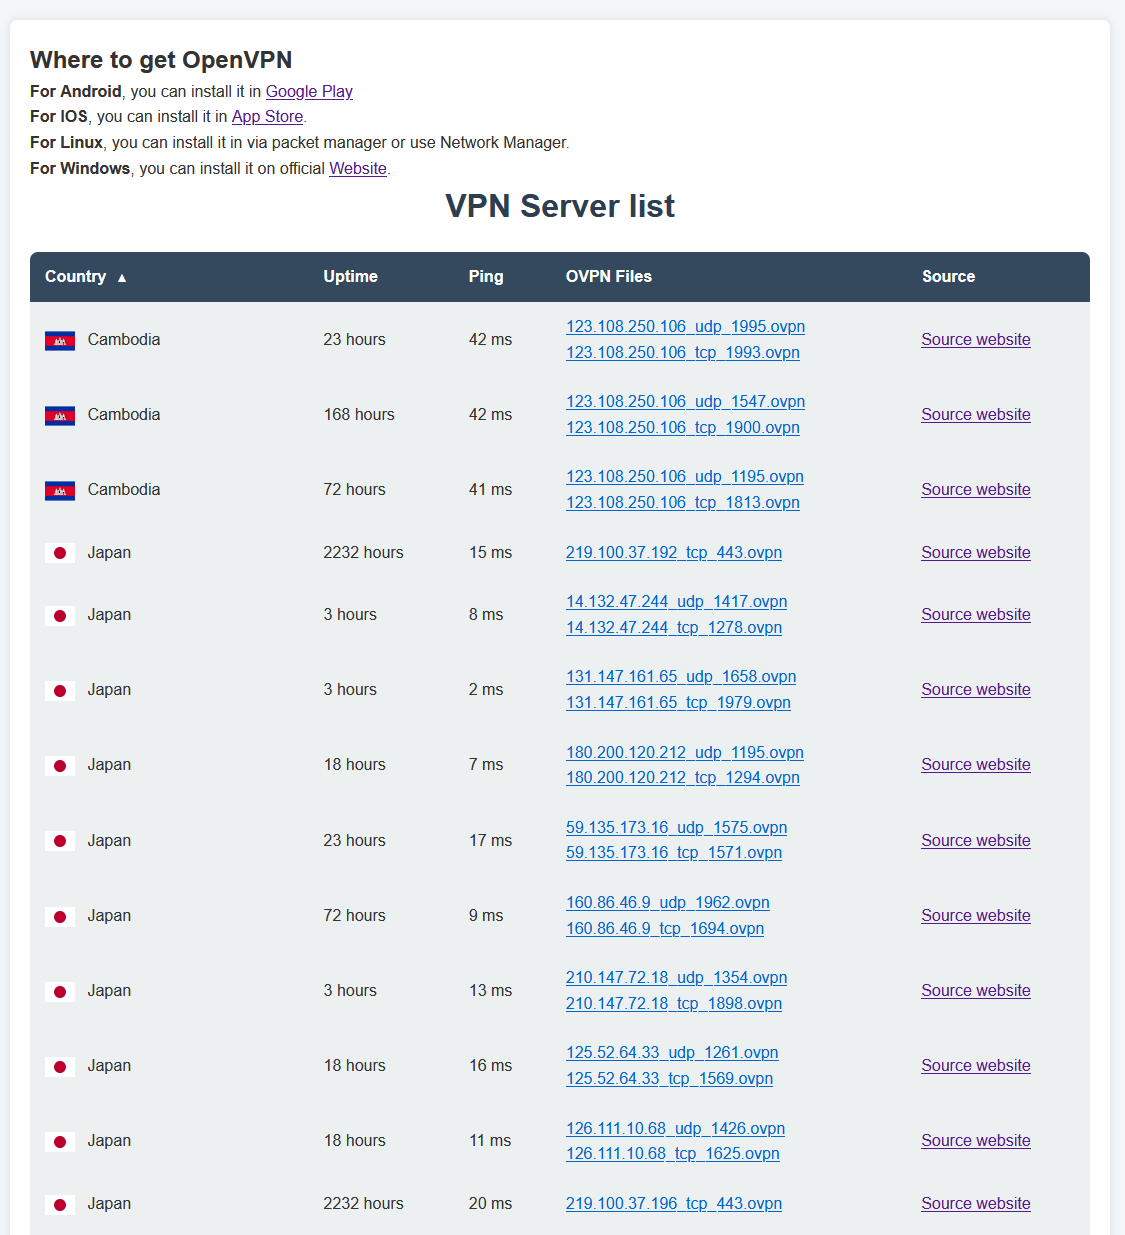 Where to get OpenVPN
For Android, you can install it in Google Play
For IOS, you can install it in App Store.
For Linux, you can install it in via packet manager or use Network Manager.
For Windows, you can install it on official Website.
VPN Server list
Country ▲ Uptime Ping OVPN Files Source
Cambodia 23 hours 42 ms 123.108.250.106_udp_1995.ovpn Source website
123.108.250.106_tcp_1993.ovpn
Cambodia 168 hours 42 ms 123.108.250.106_udp_1547.ovpn Source website
123.108.250.106_tcp_1900.ovpn
Cambodia 72 hours 41 ms 123.108.250.106_udp_1195.ovpn Source website
123.108.250.106_tcp_1813.ovpn
Japan 2232 hours 15 ms 219.100.37.192_tcp_443.ovpn Source website
Japan 3 hours 8 ms 14.132.47.244_udp_1417.ovpn Source website
14.132.47.244_tcp_1278.ovpn
Japan 3 hours 2 ms 131.147.161.65_udp_1658.ovpn Source website
131.147.161.65_tcp_1979.ovpn
Japan 18 hours 7 ms 180.200.120.212_udp_1195.ovpn Source website
180.200.120.212_tcp_1294.ovpn
Japan 23 hours 17 ms 59.135.173.16_udp_1575.ovpn Source website
59.135.173.16_tcp_1571.ovpn
Japan 72 hours 9 ms 160.86.46.9_udp_1962.ovpn Source website
160.86.46.9_tcp_1694.ovpn
Japan 3 hours 13 ms 210.147.72.18_udp_1354.ovpn Source website
210.147.72.18_tcp_1898.ovpn
Japan 18 hours 16 ms 125.52.64.33_udp_1261.ovpn Source website
125.52.64.33_tcp_1569.ovpn
Japan 18 hours 11 ms 126.111.10.68_udp_1426.ovpn Source website
126.111.10.68_tcp_1625.ovpn
Japan 2232 hours 20 ms 219.100.37.196_tcp_443.ovpn Source website